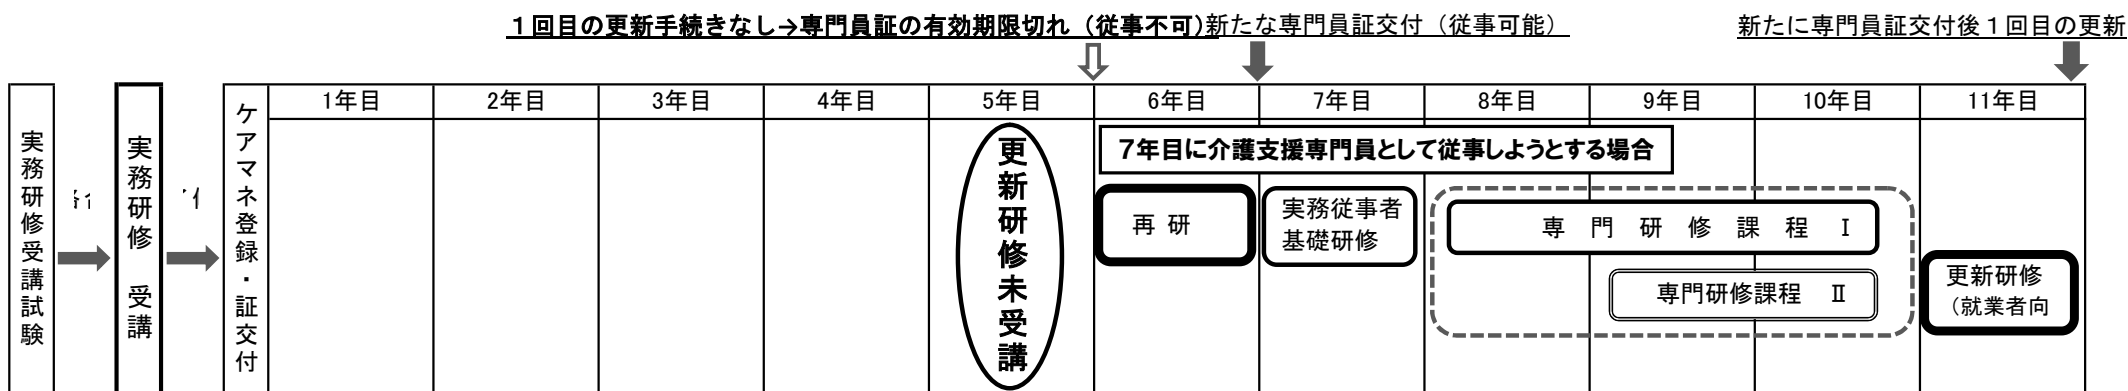 １回目の更新手続きなし→専門員証の有効期限切れ（従事不可）
新たな専門員証交付（従事可能）
新たに専門員証交付後１回目の更新
実務研修受講試験
実務研修　受講
ケアマネ登録・証交付
1年目
2年目
3年目
4年目
5年目
6年目
7年目
8年目
9年目
10年目
11年目
更新研修未受講
７年目に介護支援専門員として従事しようとする場合
再 研
実務従事者
基礎研修
専 門 研 修 課 程 Ⅰ
専門研修課程 Ⅱ
更新研修
（就業者向